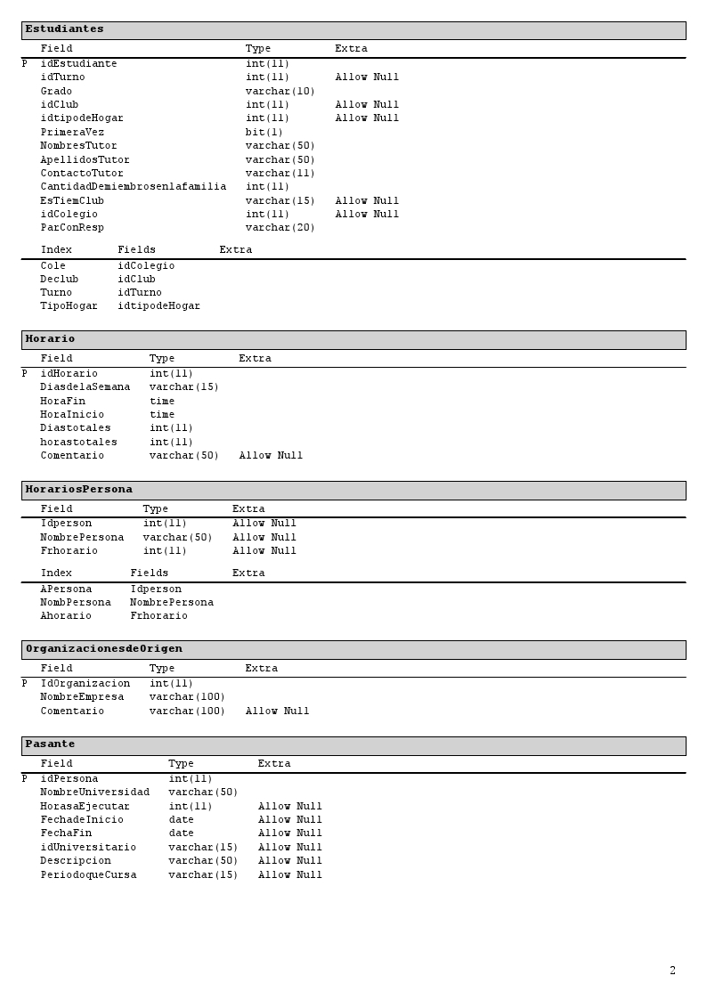 Estudiantes
Field Type Extra
P idEstudiante int(11)
idTurno int(11) Allow Null
Grado varchar(10)
idClub int(11) Allow Null
idtipodeHogar int(11) Allow Null
PrimeraVez bit(1)
NombresTutor varchar(50)
ApellidosTutor varchar(50)
ContactoTutor varchar(11)
CantidadDemiembrosenlafamilia int(11)
EsTiemClub varchar(15) Allow Null
idColegio int(11) Allow Null
ParConResp varchar(20)
Index Fields Extra
Cole idColegio
Declub idClub
Turno idTurno
TipoHogar idtipodeHogar
Horario
Field Type Extra
P idHorario int(11)
DiasdelaSemana varchar(15)
HoraFin time
HoraInicio time
Diastotales int(11)
horastotales int(11)
Comentario varchar(50) Allow Null
HorariosPersona
Field Type Extra
Idperson int(11) Allow Null
NombrePersona varchar(50) Allow Null
Frhorario int(11) Allow Null
Index Fields Extra
APersona Idperson
NombPersona NombrePersona
Ahorario Frhorario
OrganizacionesdeOrigen
Field Type Extra
P IdOrganizacion int(11)
NombreEmpresa varchar(100)
Comentario varchar(100) Allow Null
Pasante
Field Type Extra
P idPersona int(11)
NombreUniversidad varchar(50)
HorasaEjecutar int(11) Allow Null
FechadeInicio date Allow Null
FechaFin date Allow Null
idUniversitario varchar(15) Allow Null
Descripcion varchar(50) Allow Null
PeriodoqueCursa varchar(15) Allow Null
2